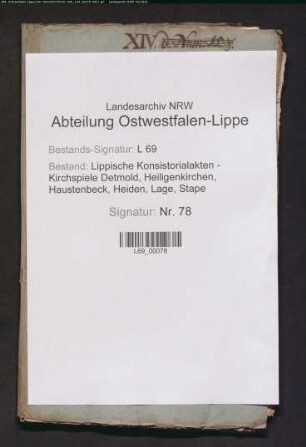 XIV.
Landesarchiv NRW
Abteilung Ostwestfalen-Lippe
Bestands-Signatur: L 69
Bestand: Lippische Konsistorialakten -
Kirchspiele Detmold, Heiligenkirchen,
Haustenbeck, Heiden, Lage, Stape
Signatur: Nr. 78
L69_00078